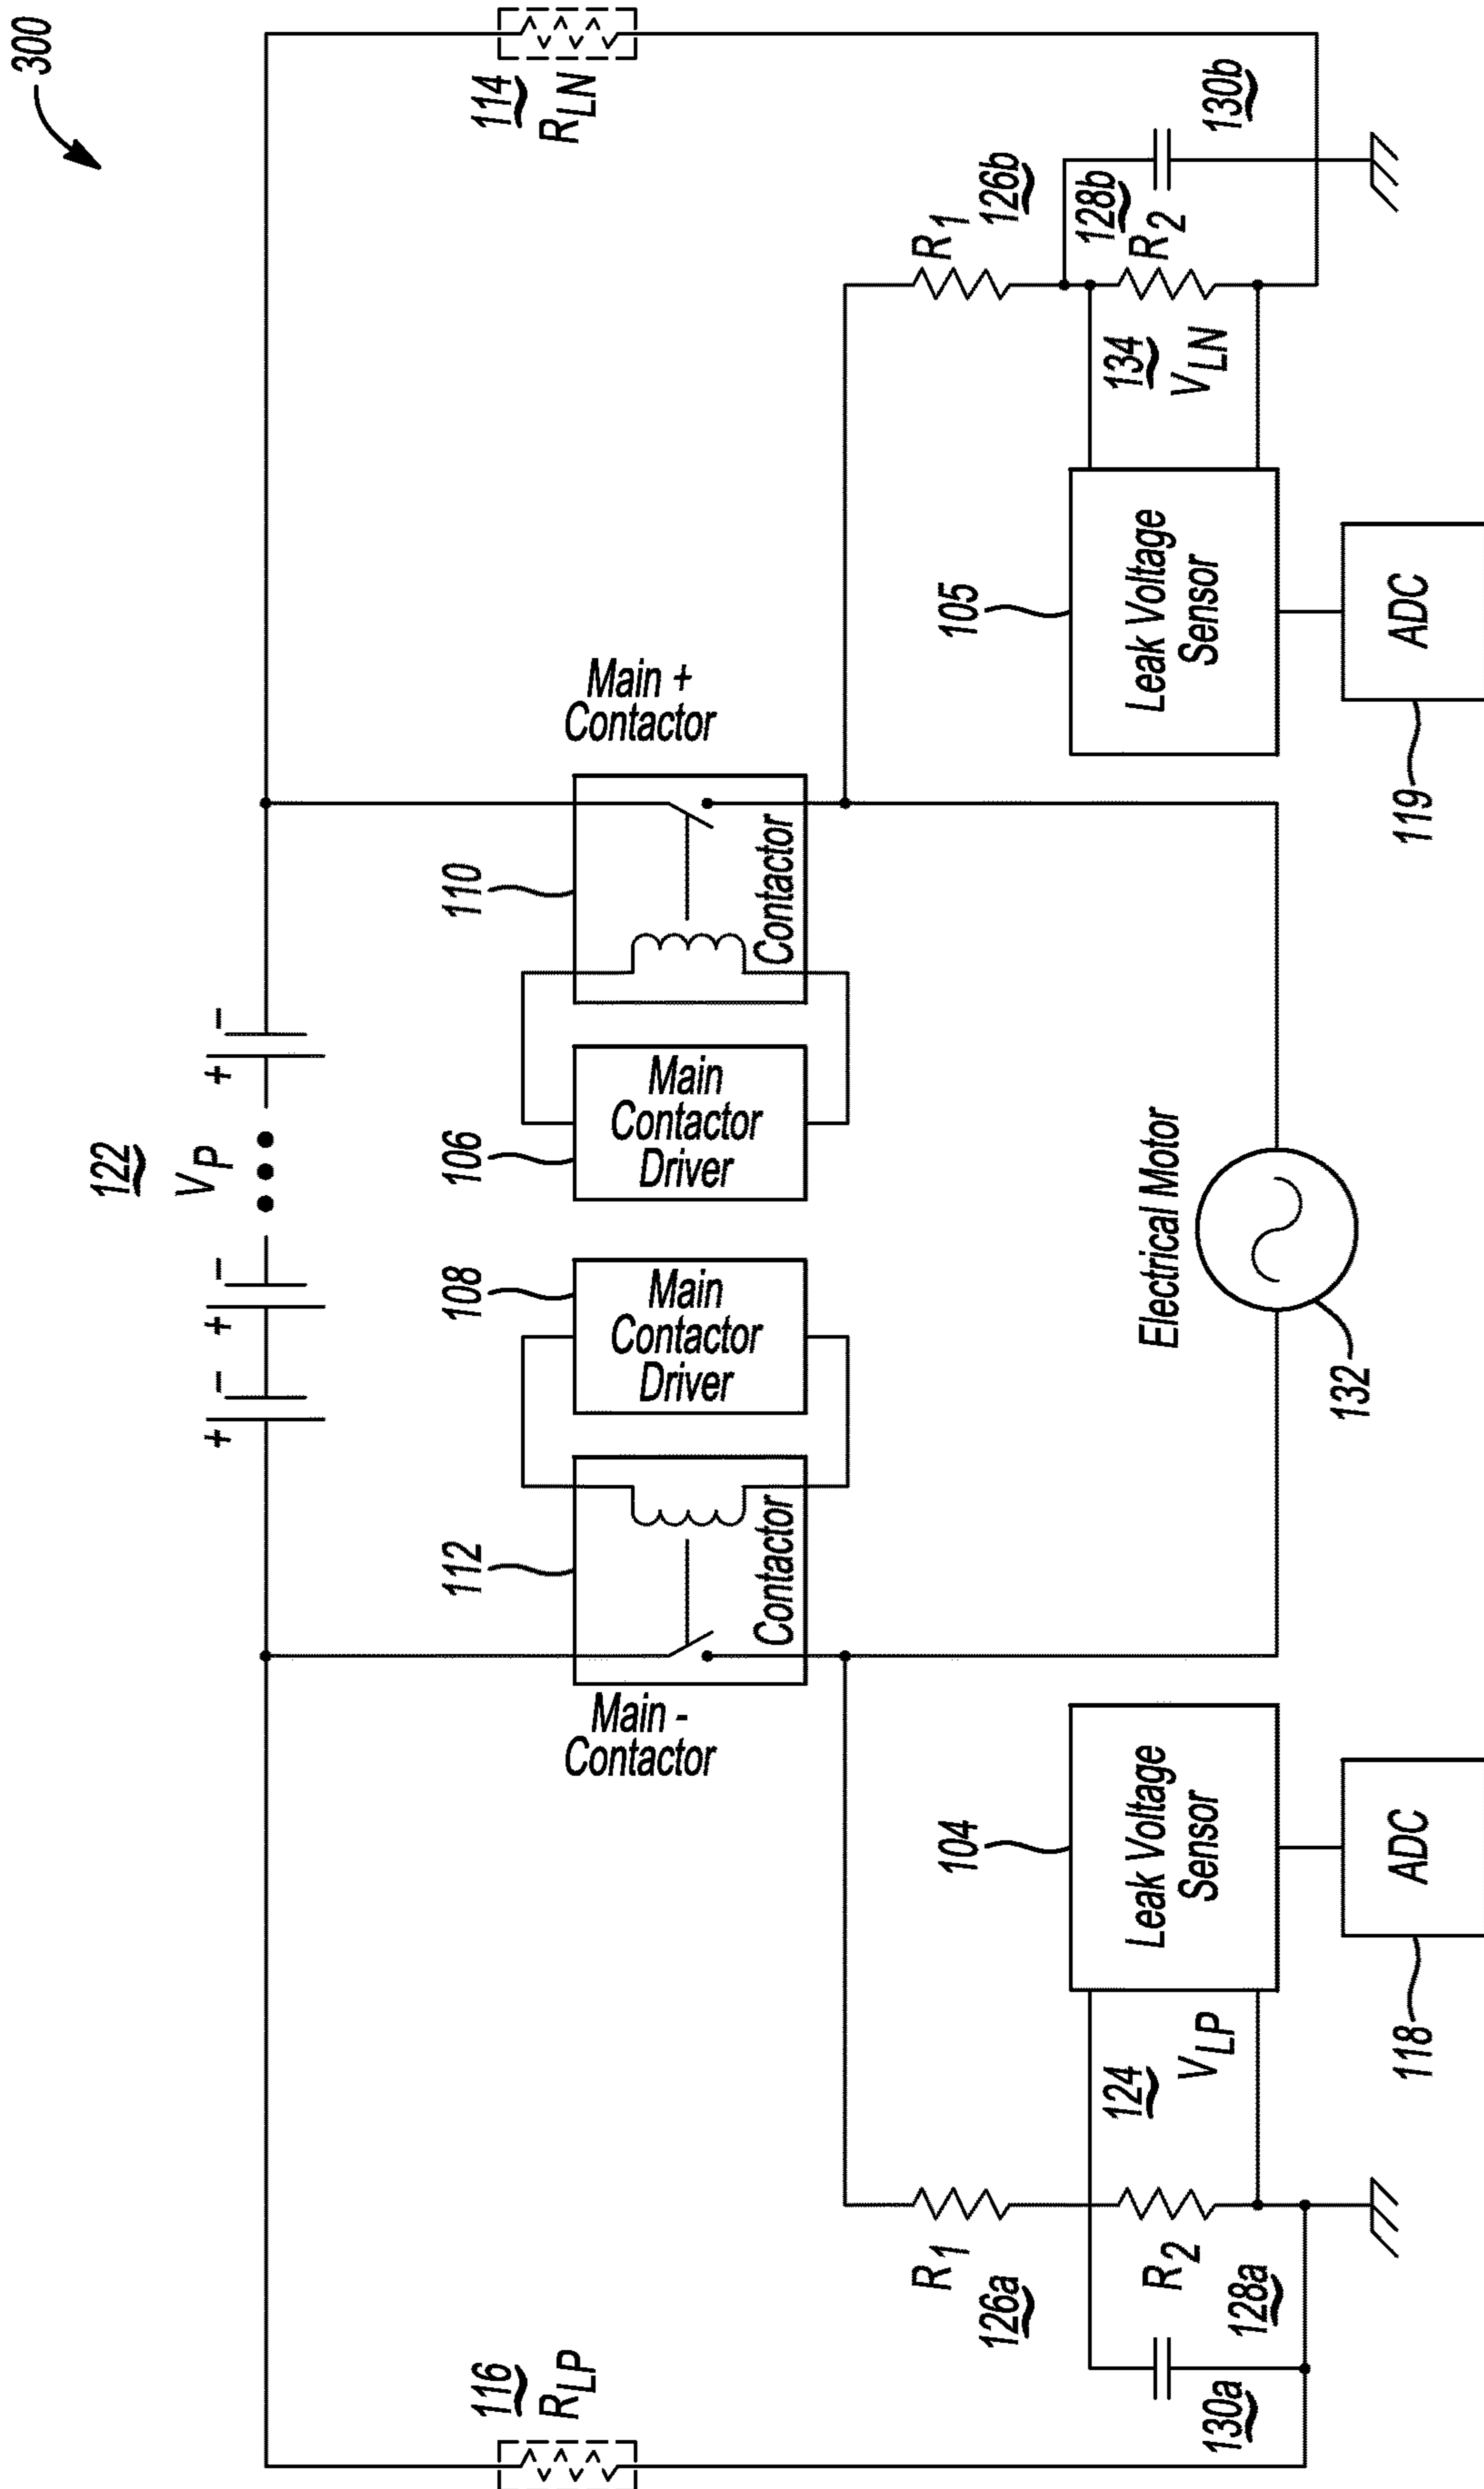 300
122
V_P
+ -
+ -
+ -
116
R_LP
114
R_LN
112
108
106
110
Main -
Contactor
Contactor
Main
Contactor
Driver
Main
Contactor
Driver
Contactor
Main +
Contactor
R_1
126a
R_2
128a
130a
124
V_LP
104
Leak Voltage
Sensor
118
ADC
Electrical Motor
132
105
Leak Voltage
Sensor
119
ADC
134
V_LN
R_1
126b
128b
R_2
130b